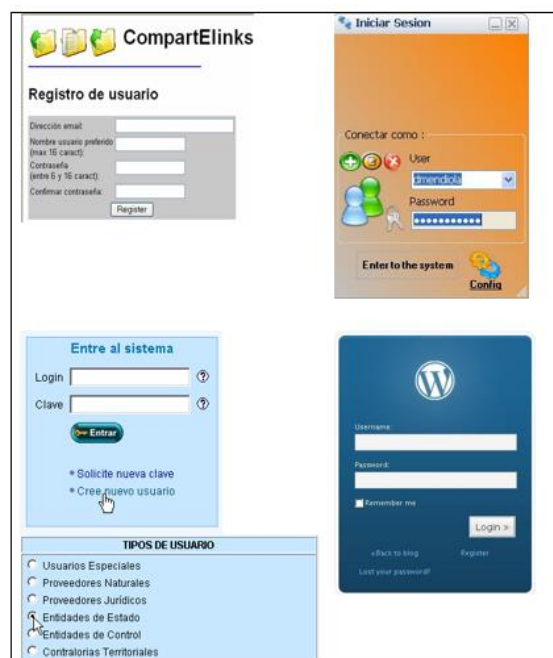 CompartElinks
Registro de usuario
Dirección email:
Nombre usuario preferido
(max 16 caract):
Contraseña
(entre 6 y 16 caract):
Confirmar contraseña:
Register
Iniciar Sesion
Conectar como :
User
dmendiola
Password
Enter to the system
Config
Entre al sistema
Login
Clave
Entrar
Solicite nueva clave
Cree nuevo usuario
TIPOS DE USUARIO
Usuarios Especiales
Proveedores Naturales
Proveedores Jurídicos
Entidades de Estado
Entidades de Control
Contralorias Territoriales
Username:
Password:
Remember me
Login »
«Back to blog
Register
Lost your password?